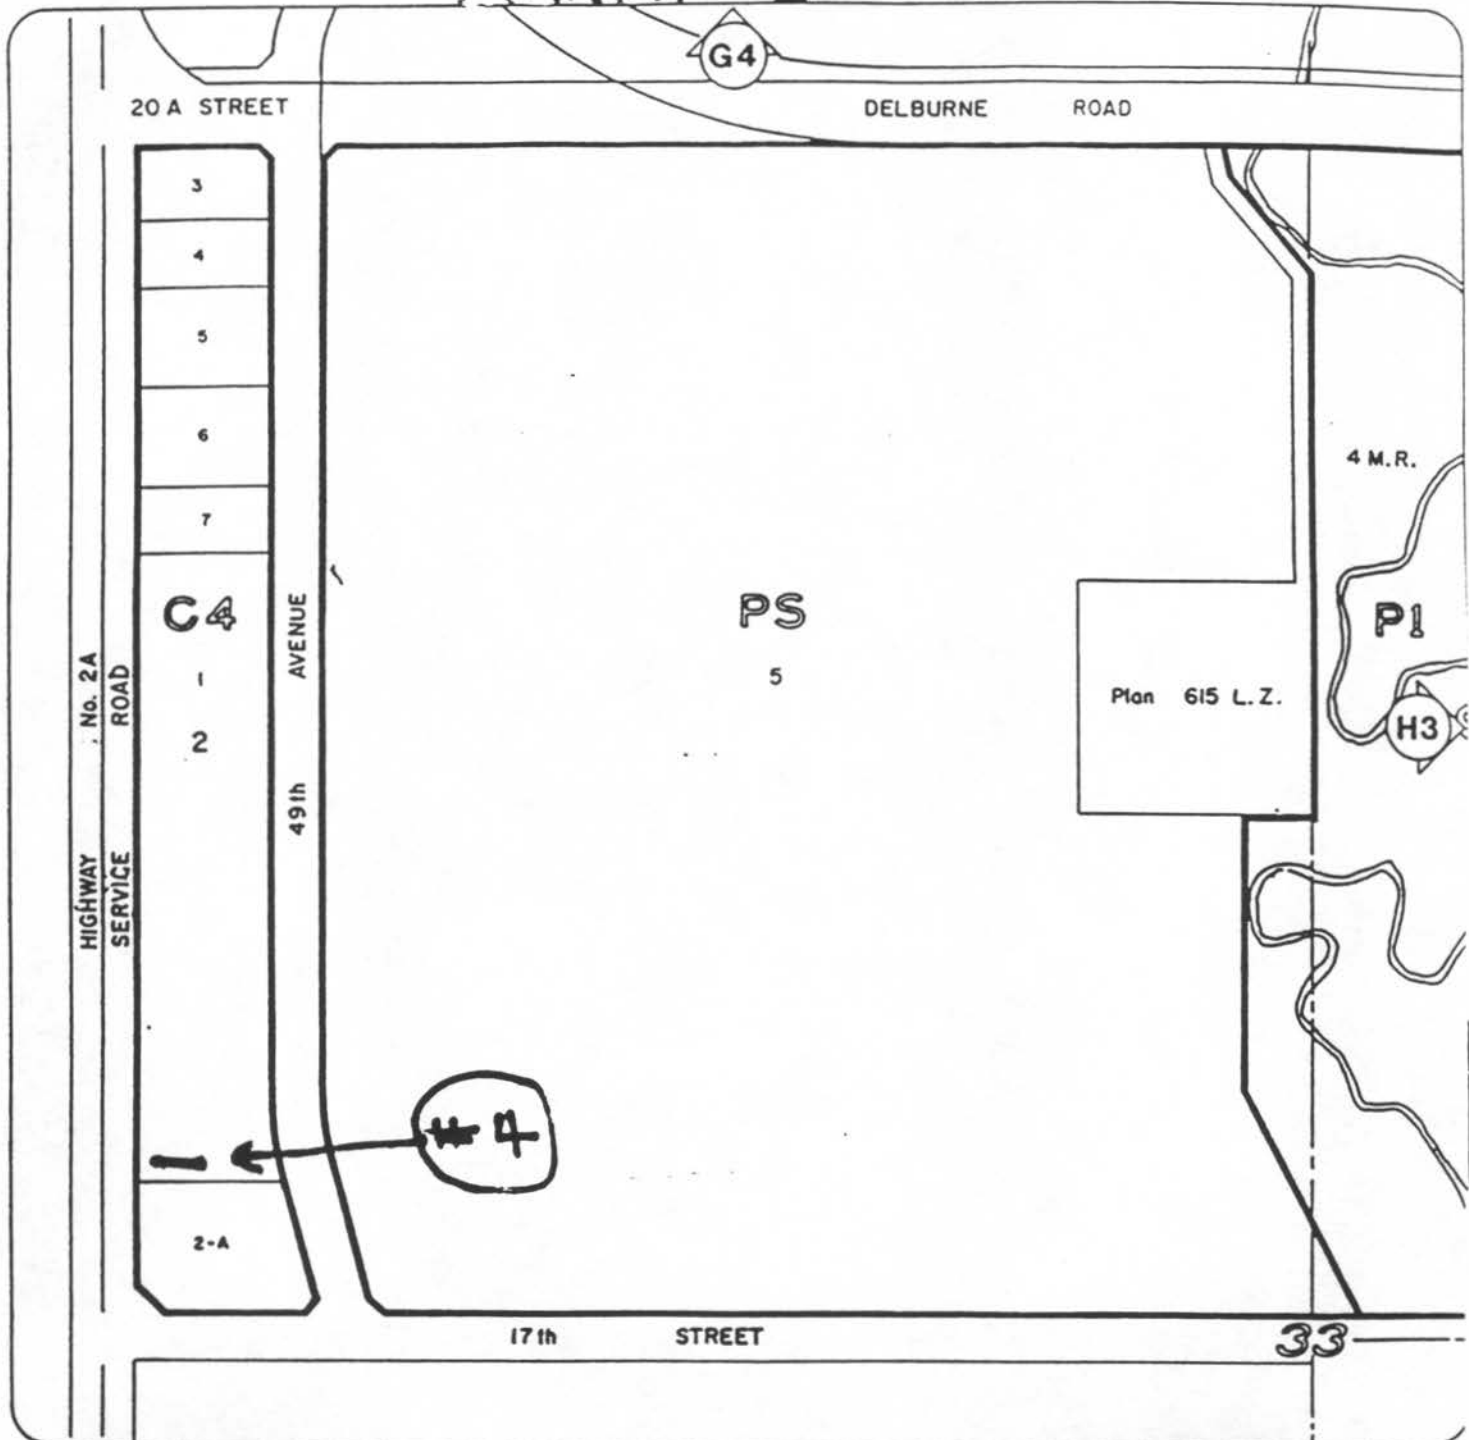 G4
20 A STREET
DELBURNE ROAD
3
4
5
6
7
4 M.R.
C4
1
2
PS
5
P1
Plan 615 L.Z.
H3
HIGHWAY No. 2A
SERVICE ROAD
49th AVENUE
# 4
1
2-A
17th STREET
33